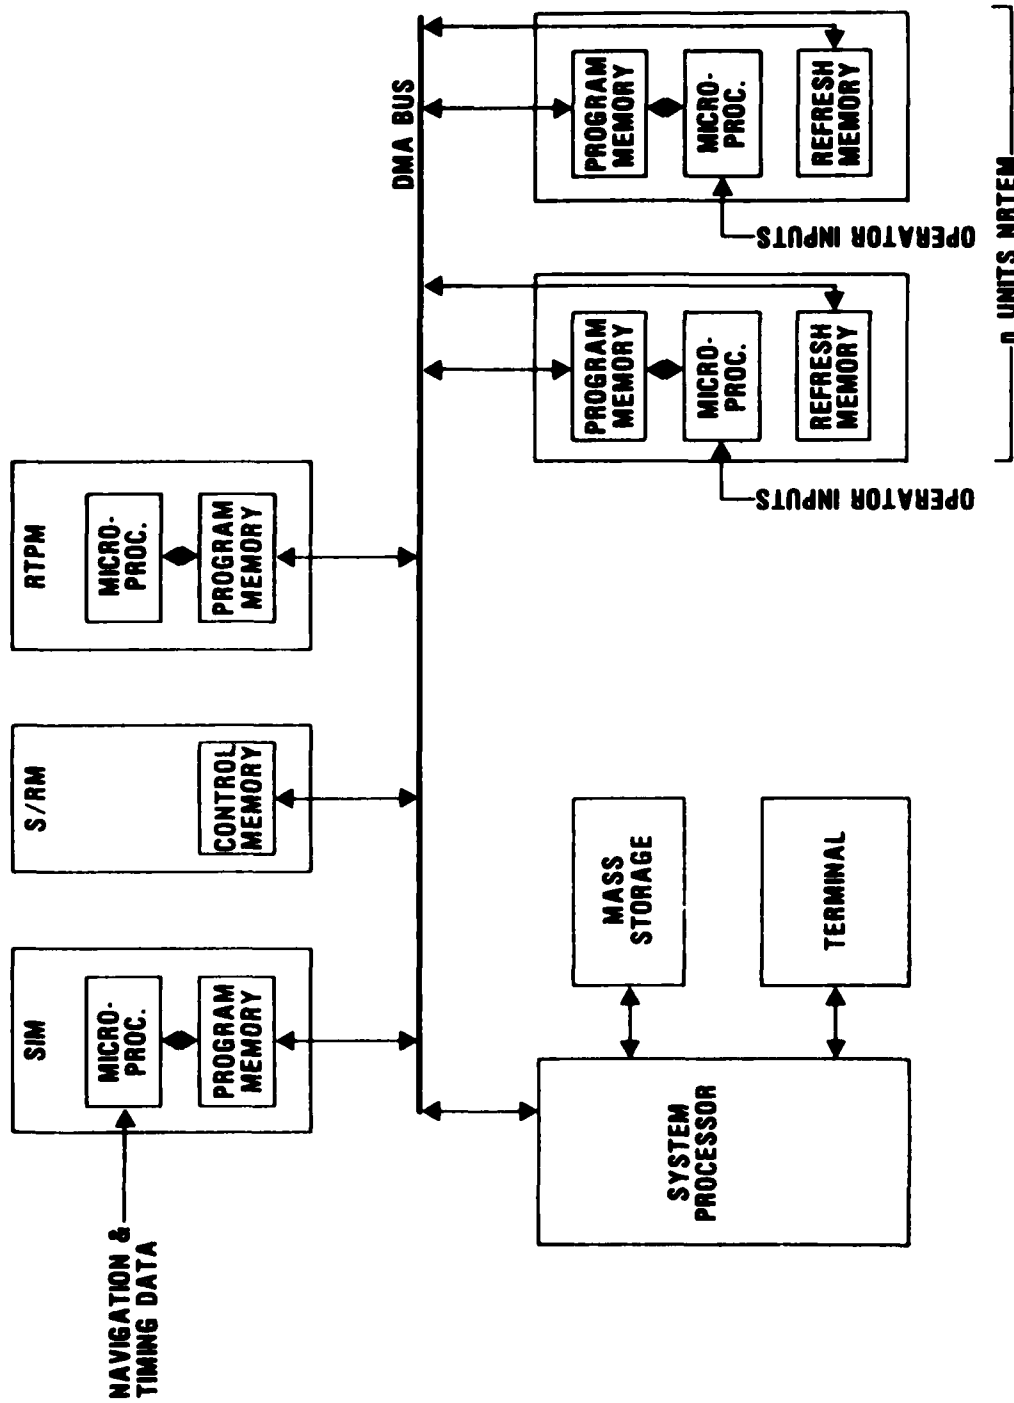 NAVIGATION &
TIMING DATA
SIM
MICRO-
PROC.
PROGRAM
MEMORY
S/RM
CONTROL
MEMORY
RTPM
MICRO-
PROC.
PROGRAM
MEMORY
DMA BUS
SYSTEM
PROCESSOR
MASS
STORAGE
TERMINAL
PROGRAM
MEMORY
MICRO-
PROC.
REFRESH
MEMORY
OPERATOR INPUTS
PROGRAM
MEMORY
MICRO-
PROC.
REFRESH
MEMORY
OPERATOR INPUTS
n UNITS NRTEM